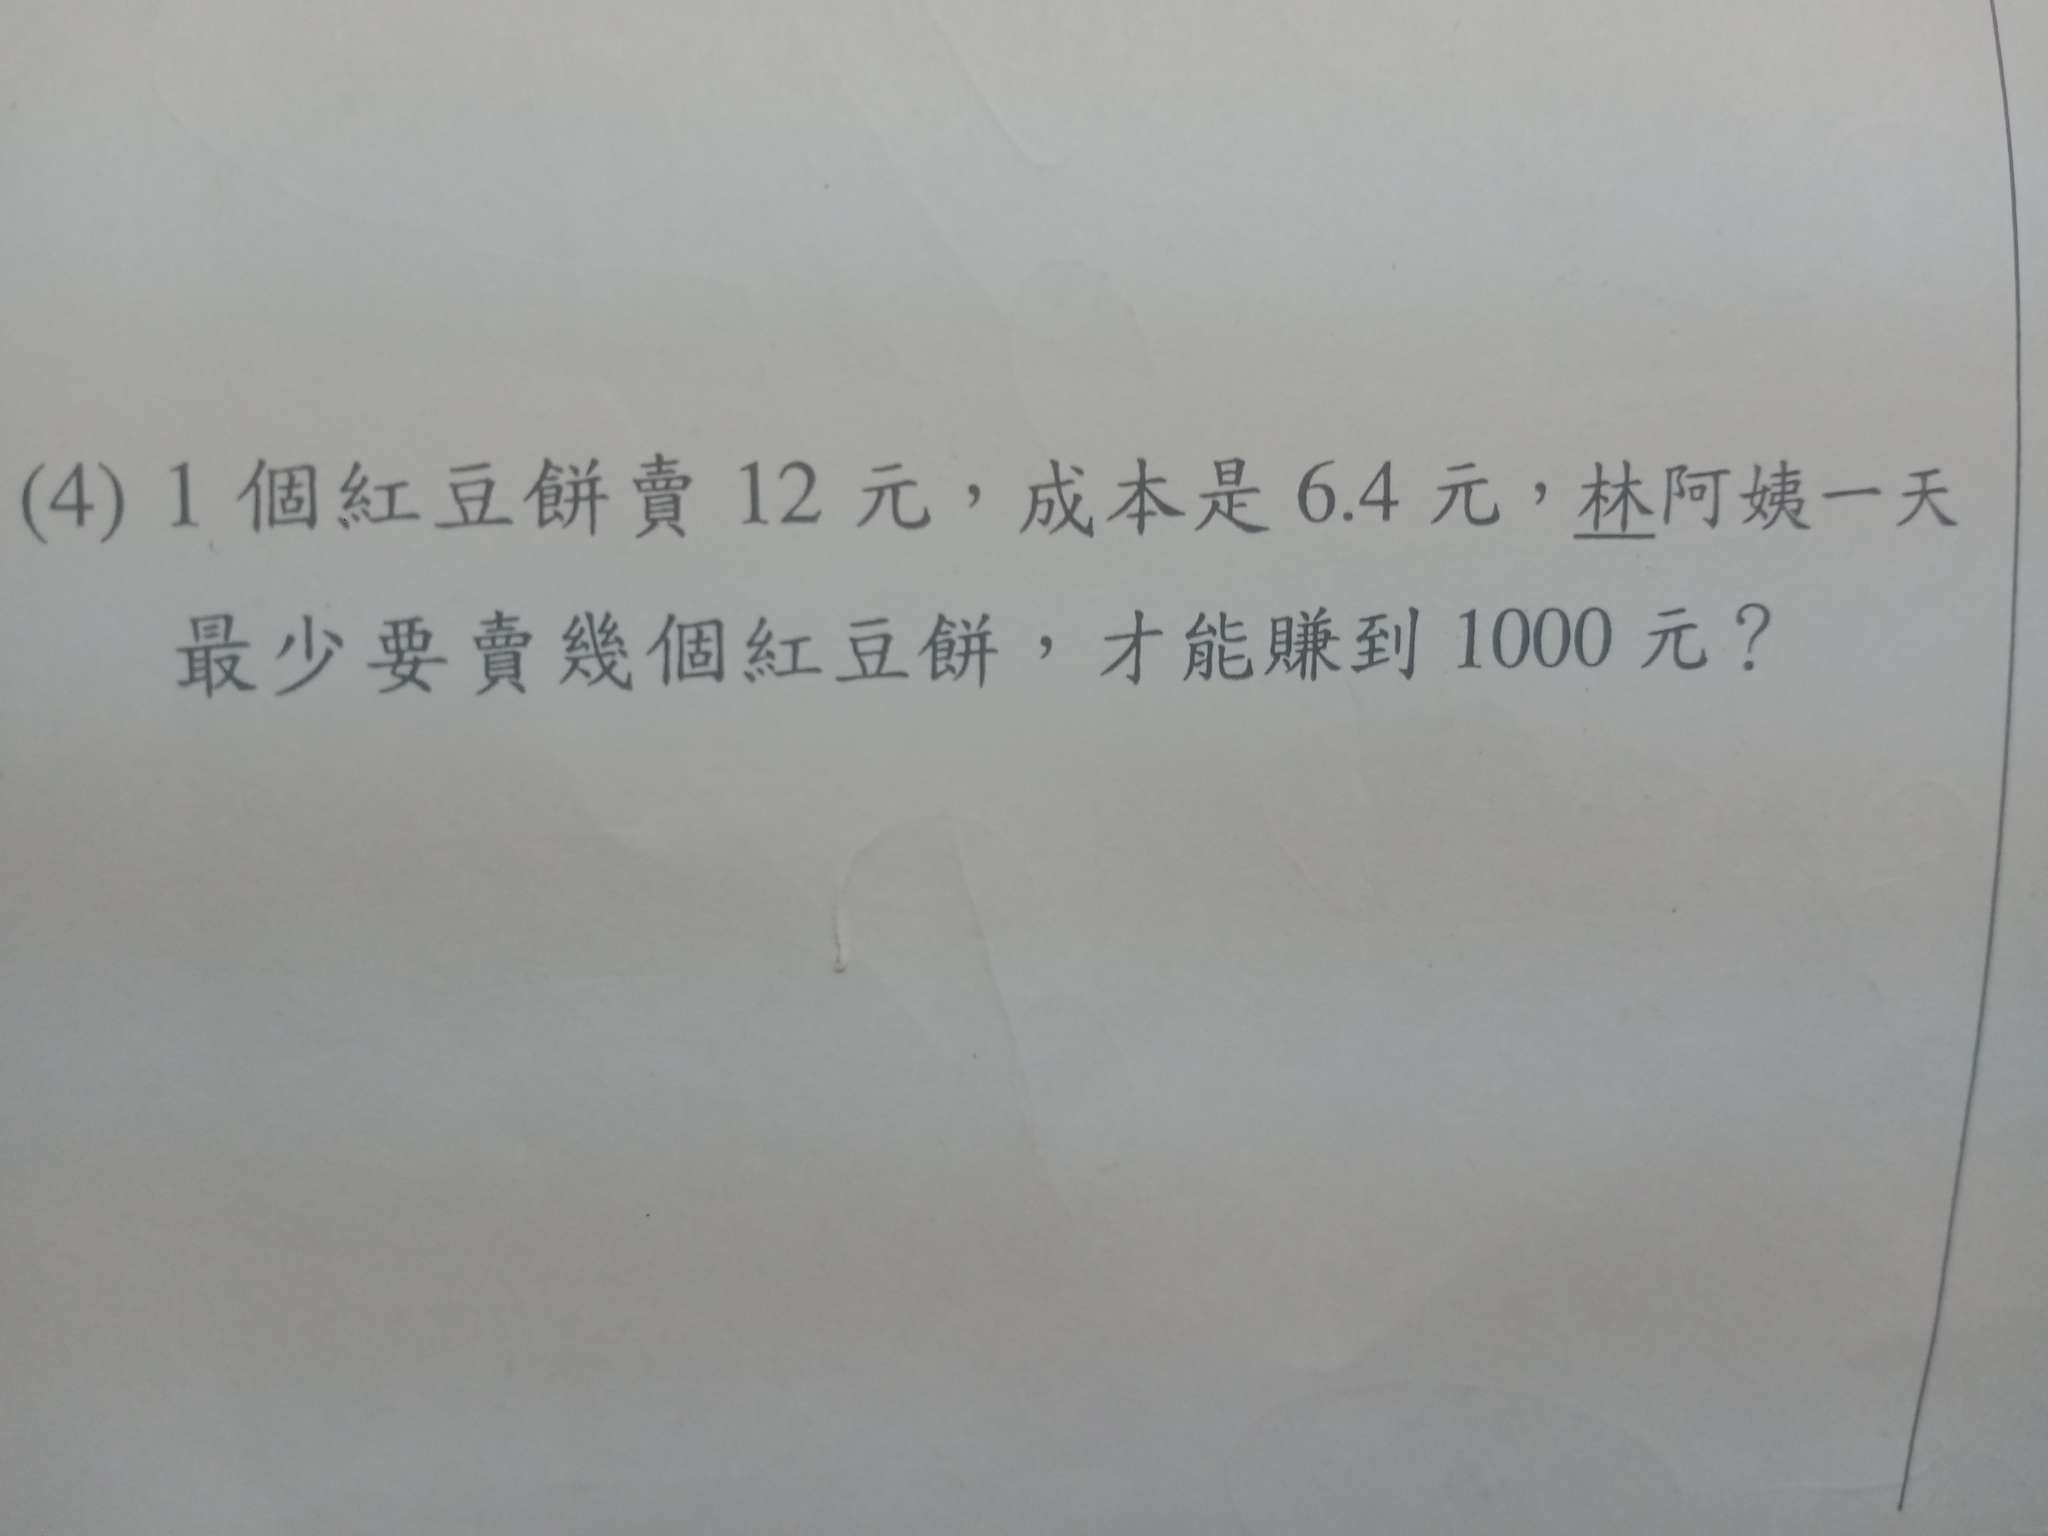 (4) 1 個紅豆餅賣 12 元，成本是 6.4 元，林阿姨一天
最少要賣幾個紅豆餅，才能賺到 1000 元？